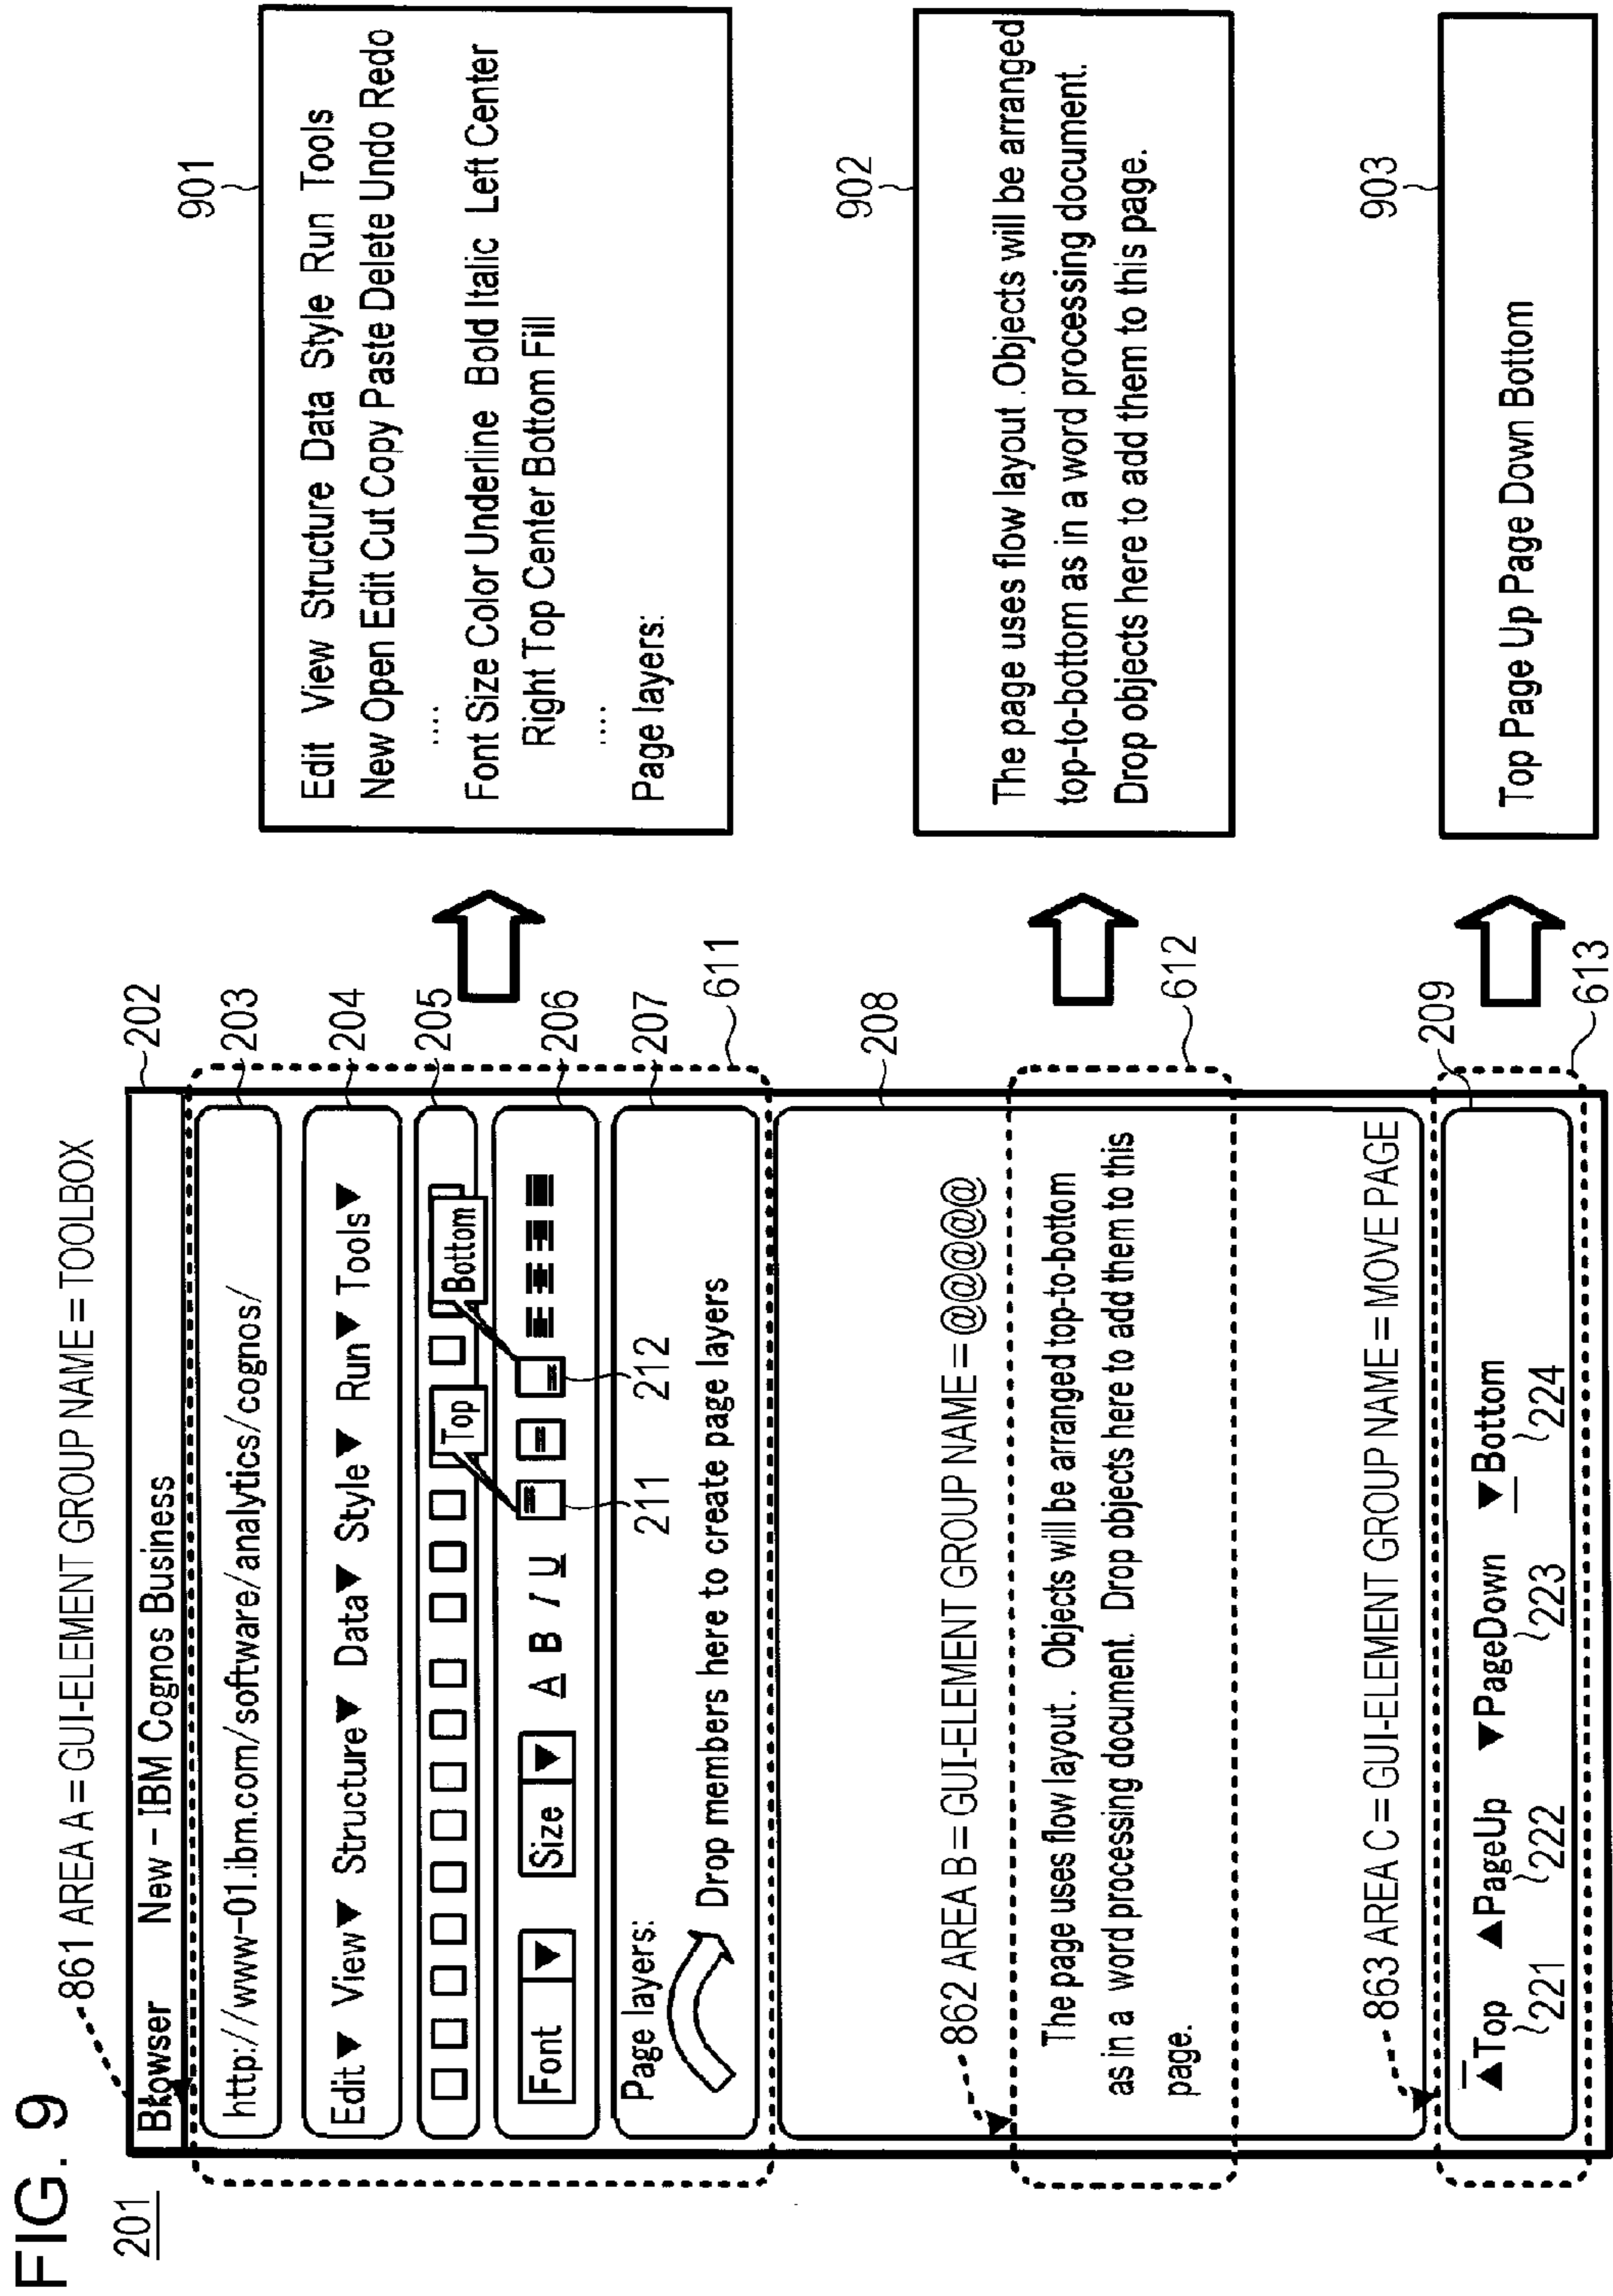 FIG. 9
201
861 AREA A = GUI-ELEMENT GROUP NAME = TOOLBOX
Browser New – IBM Cognos Business
202
http://www-01.ibm.com/software/analytics/cognos/
203
Edit▼ View▼ Structure▼ Data▼ Style▼ Run▼ Tools▼
204
205
Top
Bottom
Font ▼ Size ▼ A B I U
206
211
212
Page layers:
Drop members here to create page layers
207
611
208
862 AREA B = GUI-ELEMENT GROUP NAME = @@@@@
The page uses flow layout. Objects will be arranged top-to-bottom
as in a word processing document. Drop objects here to add them to this
page.
612
863 AREA C = GUI-ELEMENT GROUP NAME = MOVE PAGE
209
▲Top ▲PageUp ▼PageDown ▼Bottom
221 222 223 224
613
901
Edit View Structure Data Style Run Tools
New Open Edit Cut Copy Paste Delete Undo Redo
....
Font Size Color Underline Bold Italic Left Center
Right Top Center Bottom Fill
....
Page layers:
902
The page uses flow layout .Objects will be arranged
top-to-bottom as in a word processing document.
Drop objects here to add them to this page.
903
Top Page Up Page Down Bottom